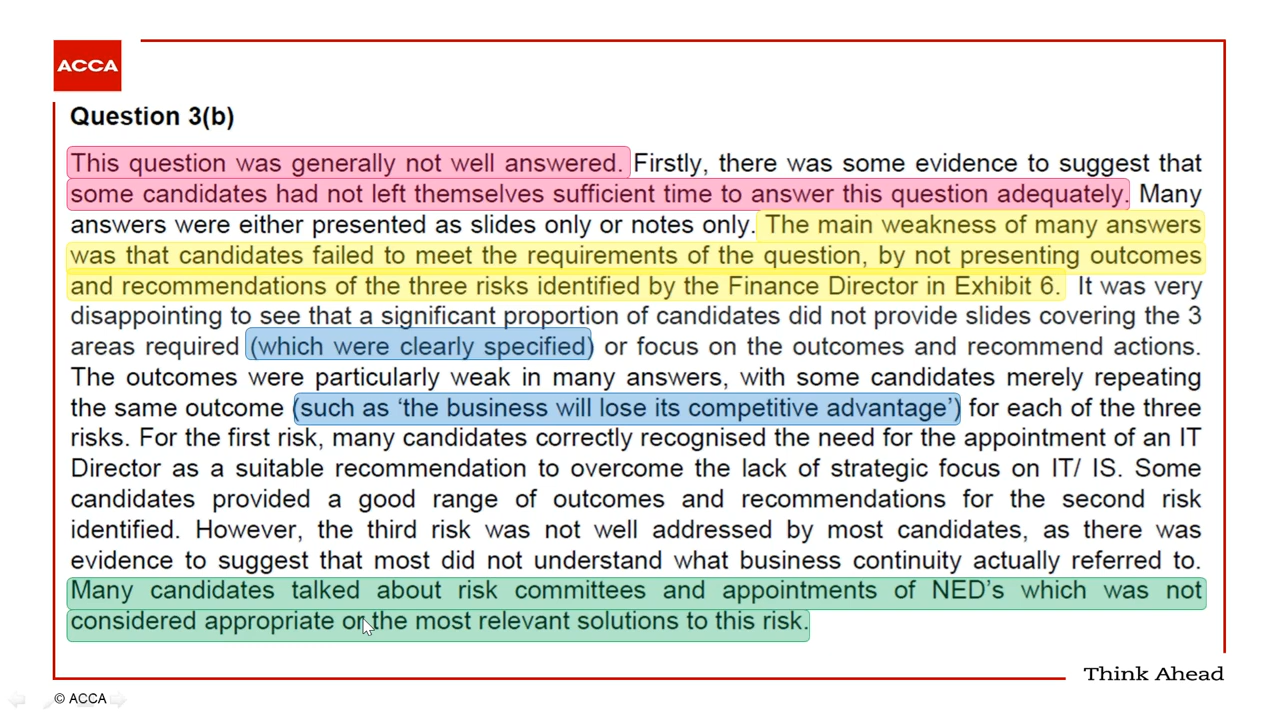 ACCA
Question 3(b)
This question was generally not well answered. Firstly, there was some evidence to suggest that
some candidates had not left themselves sufficient time to answer this question adequately. Many
answers were either presented as slides only or notes only. The main weakness of many answers
was that candidates failed to meet the requirements of the question, by not presenting outcomes
and recommendations of the three risks identified by the Finance Director in Exhibit 6. It was very
disappointing to see that a significant proportion of candidates did not provide slides covering the 3
areas required (which were clearly specified) or focus on the outcomes and recommend actions.
The outcomes were particularly weak in many answers, with some candidates merely repeating
the same outcome (such as ‘the business will lose its competitive advantage’) for each of the three
risks. For the first risk, many candidates correctly recognised the need for the appointment of an IT
Director as a suitable recommendation to overcome the lack of strategic focus on IT/ IS. Some
candidates provided a good range of outcomes and recommendations for the second risk
identified. However, the third risk was not well addressed by most candidates, as there was
evidence to suggest that most did not understand what business continuity actually referred to.
Many candidates talked about risk committees and appointments of NED’s which was not
considered appropriate or the most relevant solutions to this risk.
Think Ahead
© ACCA